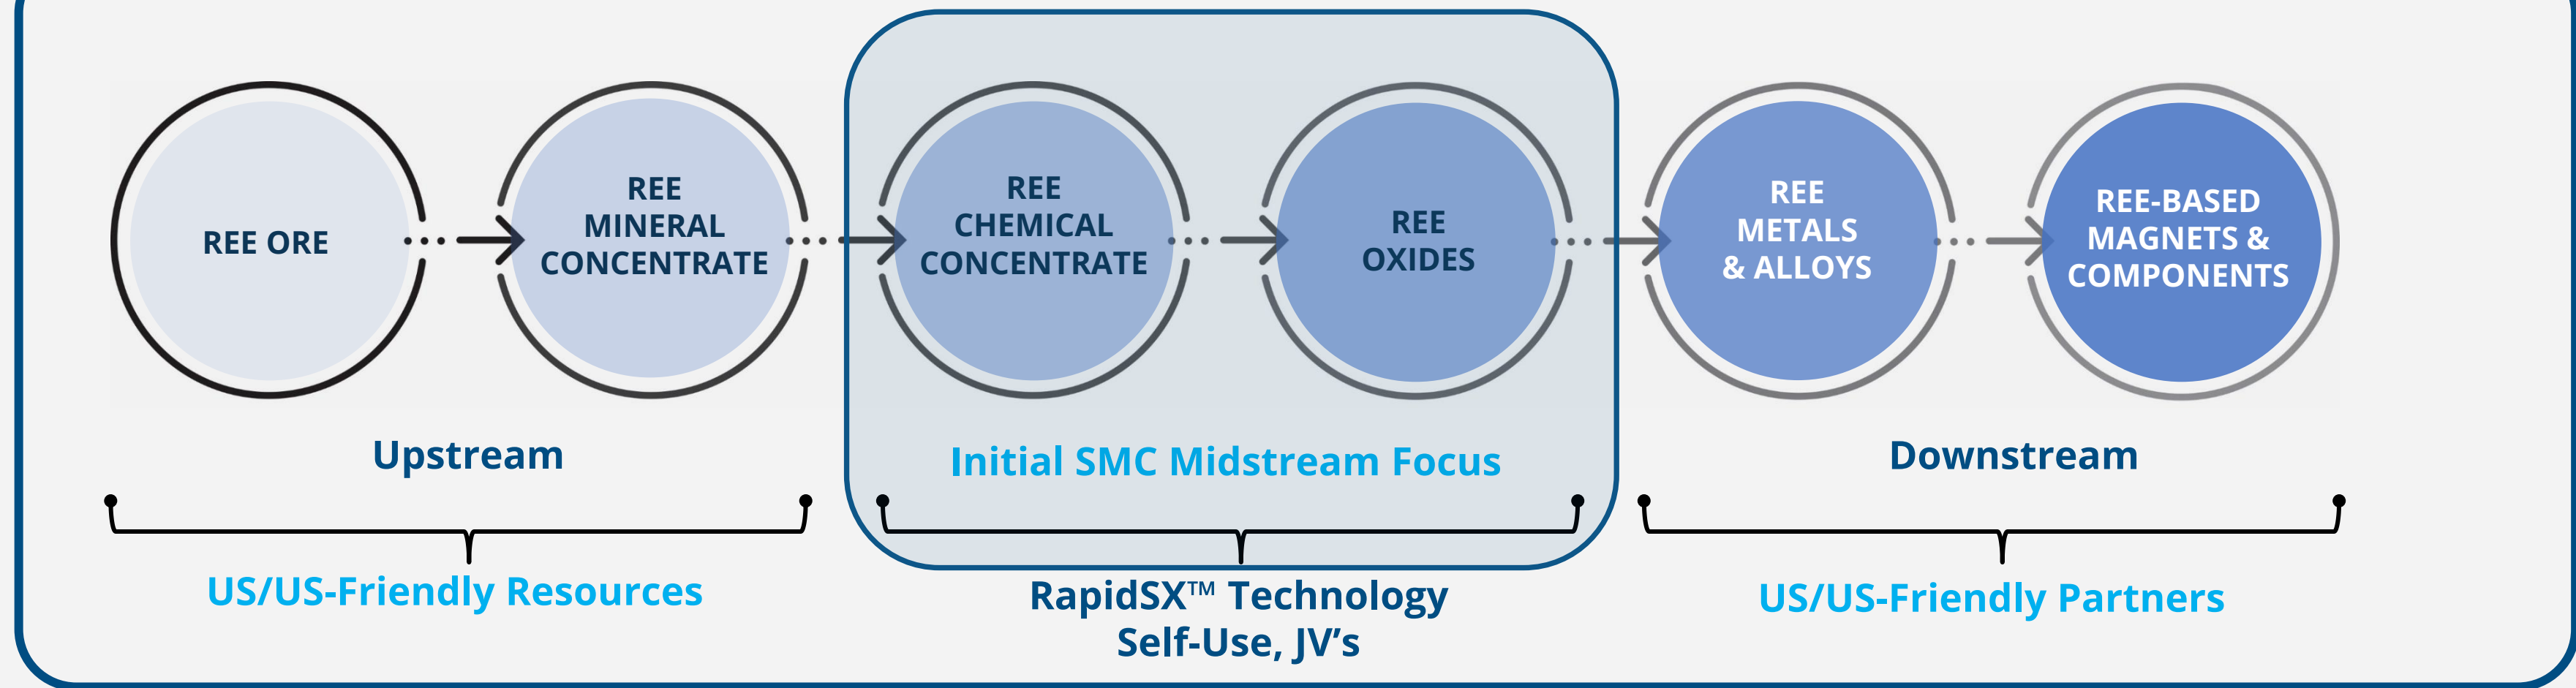 REE ORE
REE
MINERAL
CONCENTRATE
REE
CHEMICAL
CONCENTRATE
REE
OXIDES
REE
METALS
& ALLOYS
REE-BASED
MAGNETS &
COMPONENTS
Upstream
Initial SMC Midstream Focus
Downstream
US/US-Friendly Resources
RapidSX™ Technology
Self-Use, JV’s
US/US-Friendly Partners